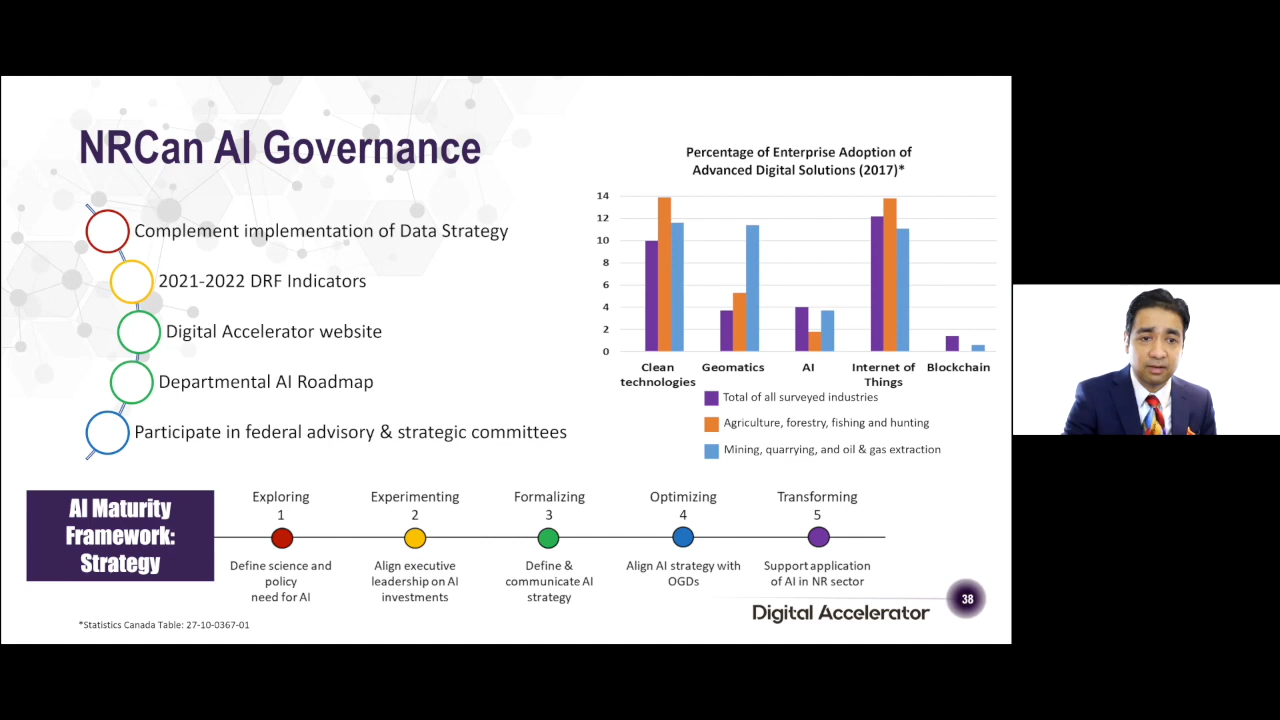 NRCan AI Governance
Complement implementation of Data Strategy
2021-2022 DRF Indicators
Digital Accelerator website
Departmental AI Roadmap
Participate in federal advisory & strategic committees
Percentage of Enterprise Adoption of
Advanced Digital Solutions (2017)*
14
12
10
8
6
4
2
0
Clean
technologies
Geomatics
AI
Internet of
Things
Blockchain
Total of all surveyed industries
Agriculture, forestry, fishing and hunting
Mining, quarrying, and oil & gas extraction
AI Maturity
Framework:
Strategy
Exploring
1
Define science and
policy
need for AI
Experimenting
2
Align executive
leadership on AI
investments
Formalizing
3
Define &
communicate AI
strategy
Optimizing
4
Align AI strategy with
OGDs
Transforming
5
Support application
of AI in NR sector
Digital Accelerator
38
*Statistics Canada Table: 27-10-0367-01